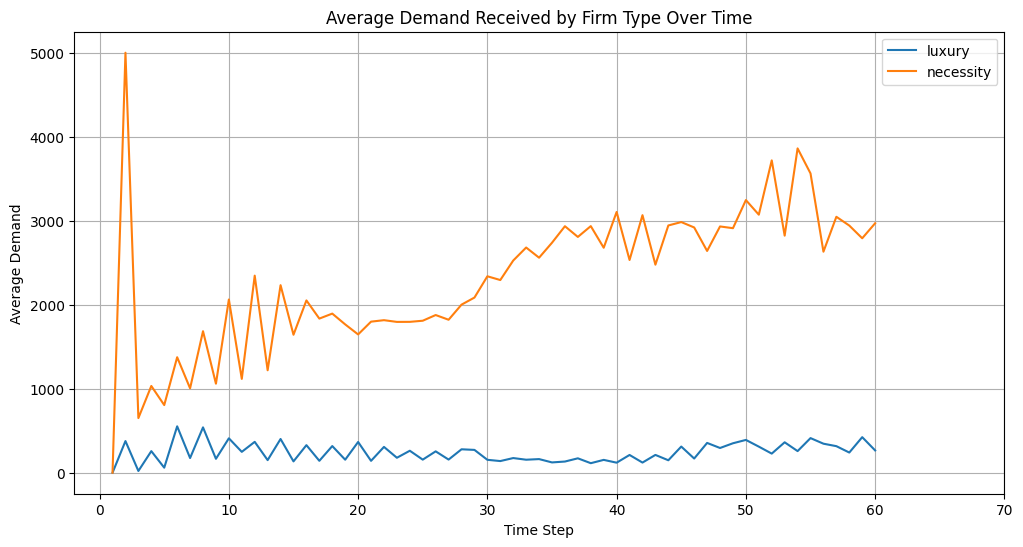 Average Demand Received by Firm Type Over Time
luxury
necessity
5000
4000
3000
2000
1000
0
Average Demand
0 10 20 30 40 50 60 70
Time Step